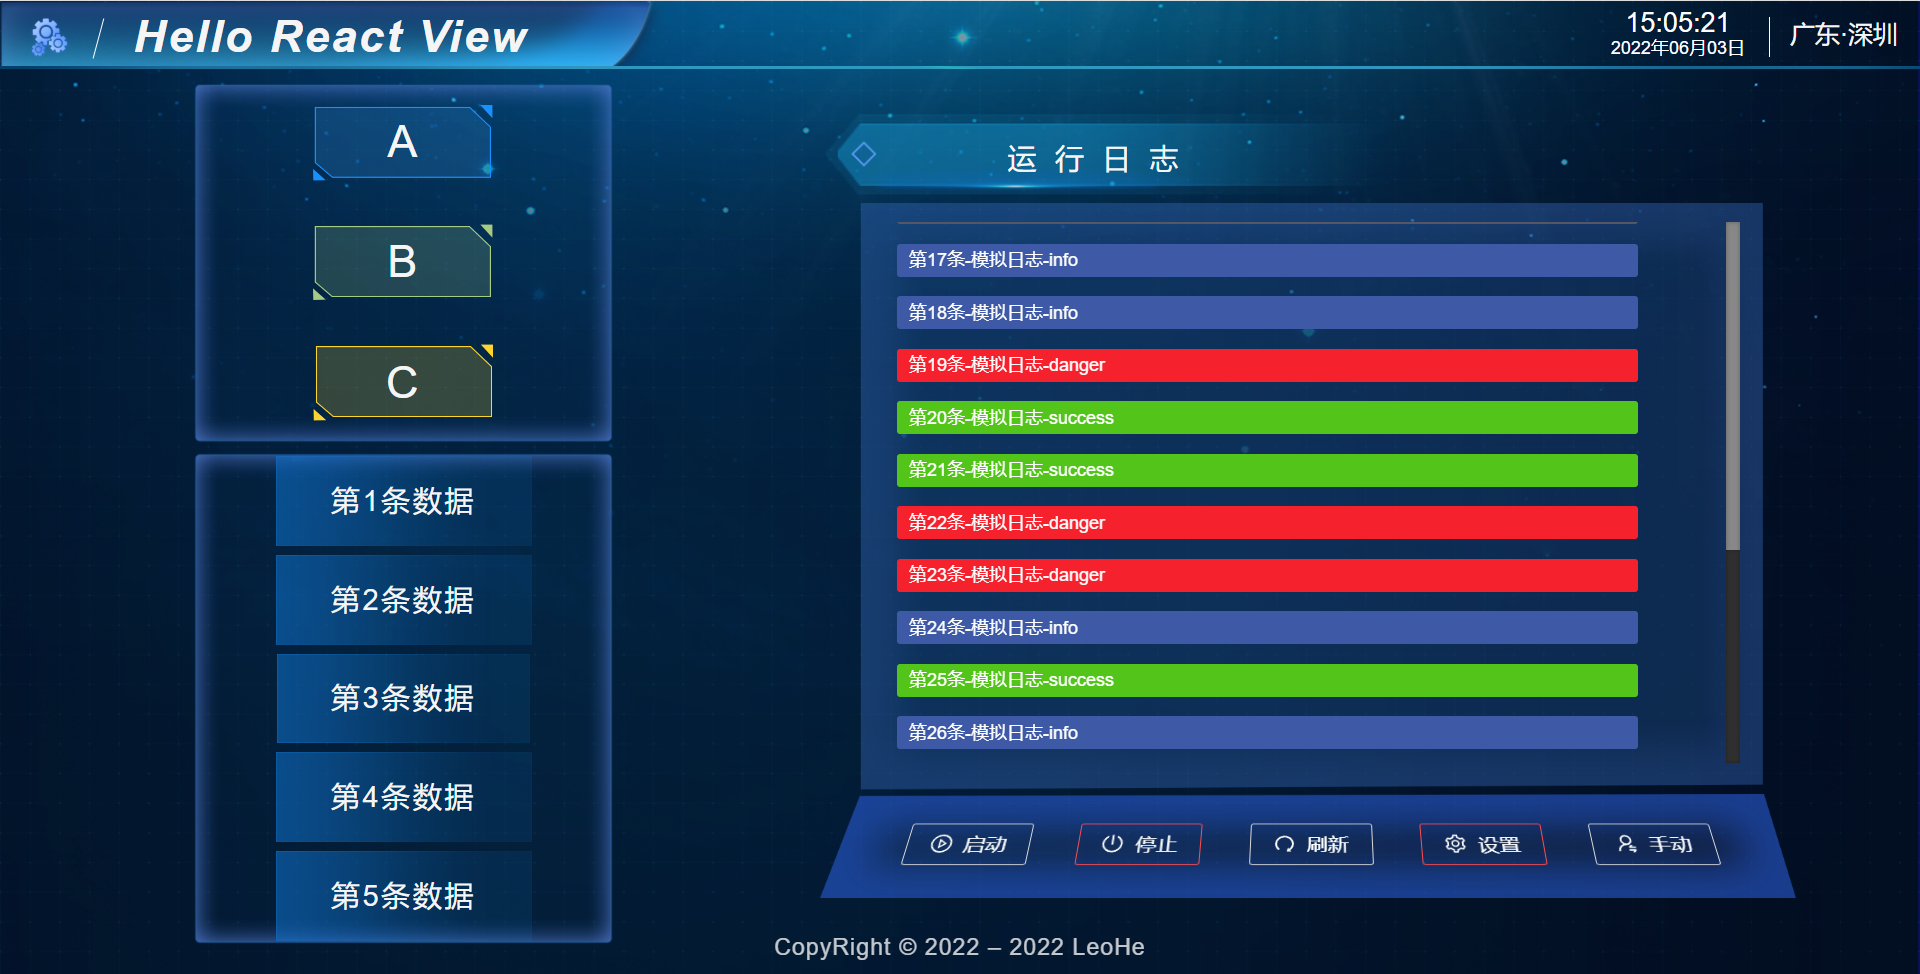 Hello React View
15:05:21
2022年06月03日
广东·深圳
A
B
C
第1条数据
第2条数据
第3条数据
第4条数据
第5条数据
运行日志
第17条-模拟日志-info
第18条-模拟日志-info
第19条-模拟日志-danger
第20条-模拟日志-success
第21条-模拟日志-success
第22条-模拟日志-danger
第23条-模拟日志-danger
第24条-模拟日志-info
第25条-模拟日志-success
第26条-模拟日志-info
启动
停止
刷新
设置
手动
CopyRight © 2022 – 2022 LeoHe